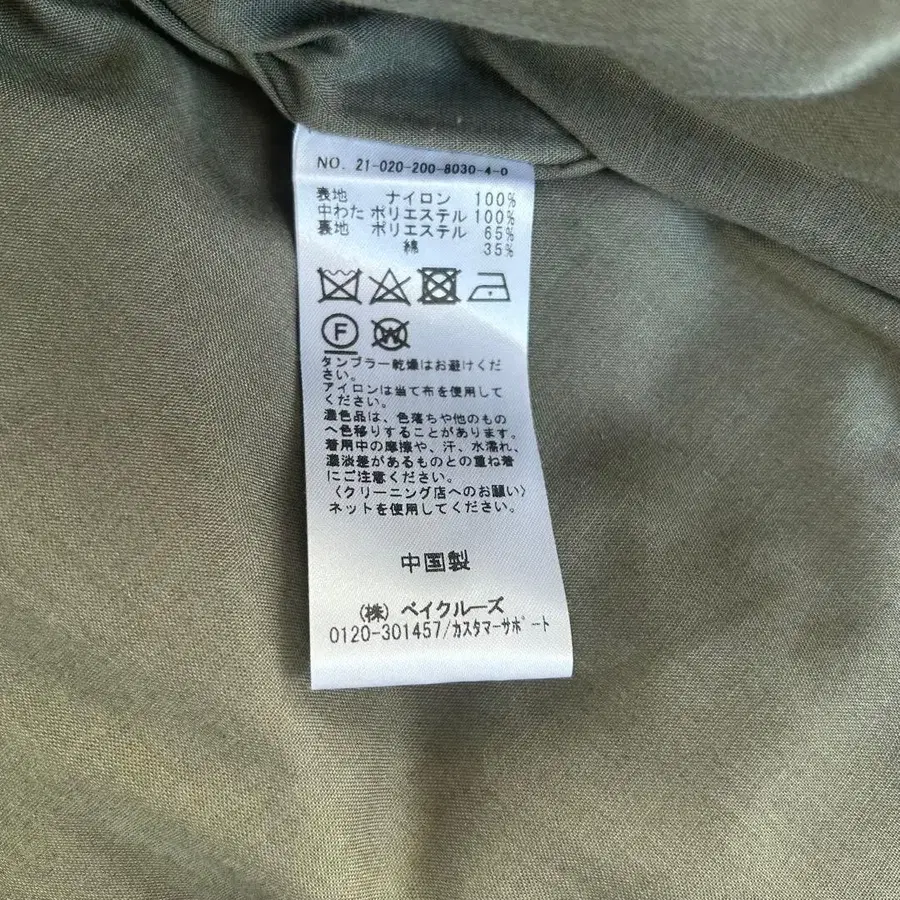 NO. 21-020-200-8030-4-0
表地 ナイロン 100%
中わた ポリエステル 100%
裏地 ポリエステル 65%
綿 35%
F
W
タンブラー乾燥はお避けくだ
さい。
アイロンは当て布を使用して
ください。
濃色品は、色落ちや他のもの
へ色移りすることがあります。
着用中の摩擦や、汗、水濡れ、
濃淡差があるものとの重ね着
にご注意ください。
〈クリーニング店へのお願い〉
ネットを使用してください。
中国製
(株) ベイクルーズ
0120-301457/カスタマーサポート